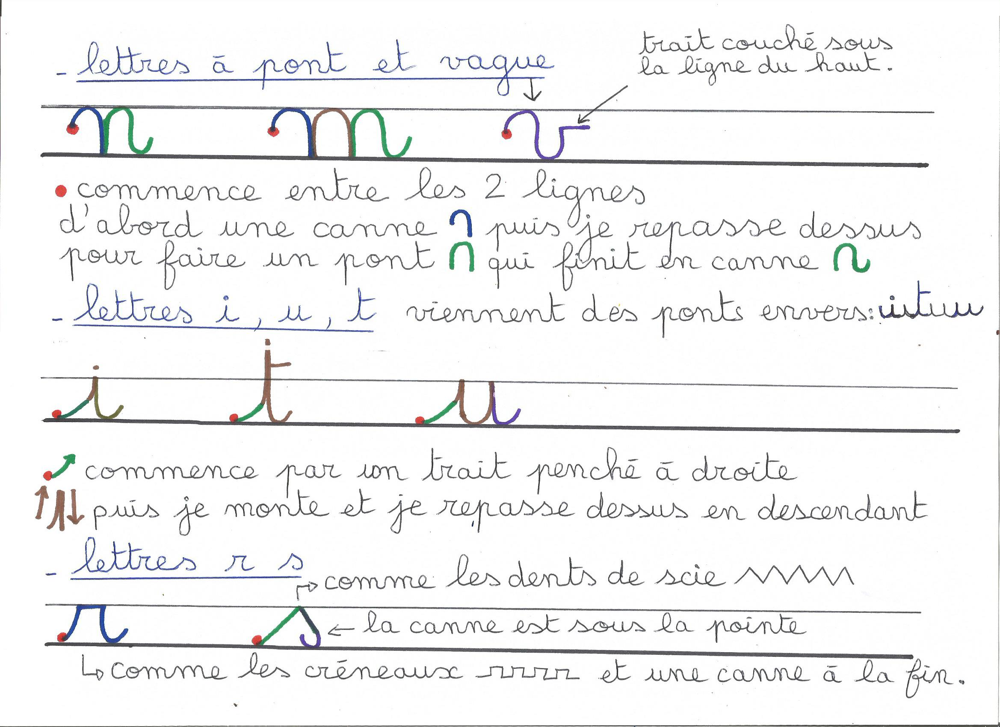 trait couché sous
la ligne du haut.
- lettres à pont et vague
n m v
• commence entre les 2 lignes
d'abord une canne puis je repasse dessus
pour faire un pont qui finit en canne
- lettres i, u, t viennent des ponts envers:
i t u
commence par un trait penché à droite
puis je monte et je repasse dessus en descendant
- lettres r s
comme les dents de scie
r s ← la canne est sous la pointe
comme les créneaux et une canne à la fin.